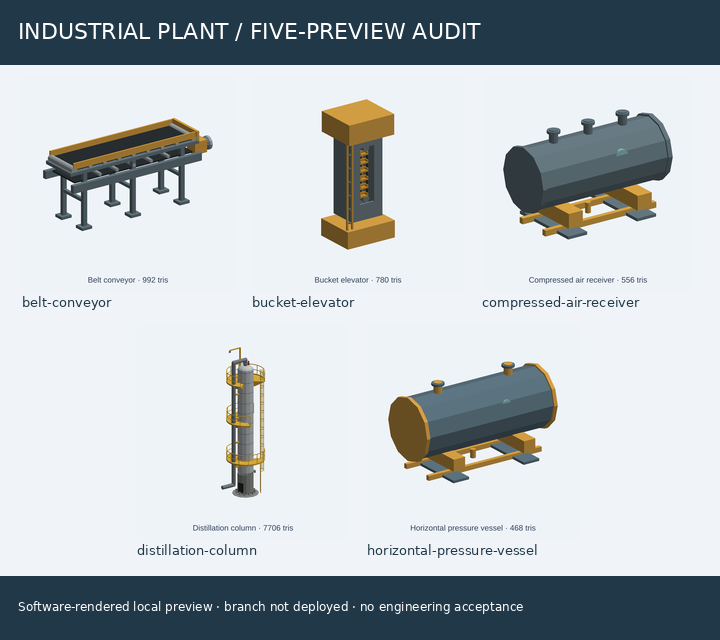 INDUSTRIAL PLANT / FIVE-PREVIEW AUDIT
Belt conveyor · 992 tris
Bucket elevator · 780 tris
Compressed air receiver · 556 tris
belt-conveyor
bucket-elevator
compressed-air-receiver
Distillation column · 7706 tris
Horizontal pressure vessel · 468 tris
distillation-column
horizontal-pressure-vessel
Software-rendered local preview · branch not deployed · no engineering acceptance